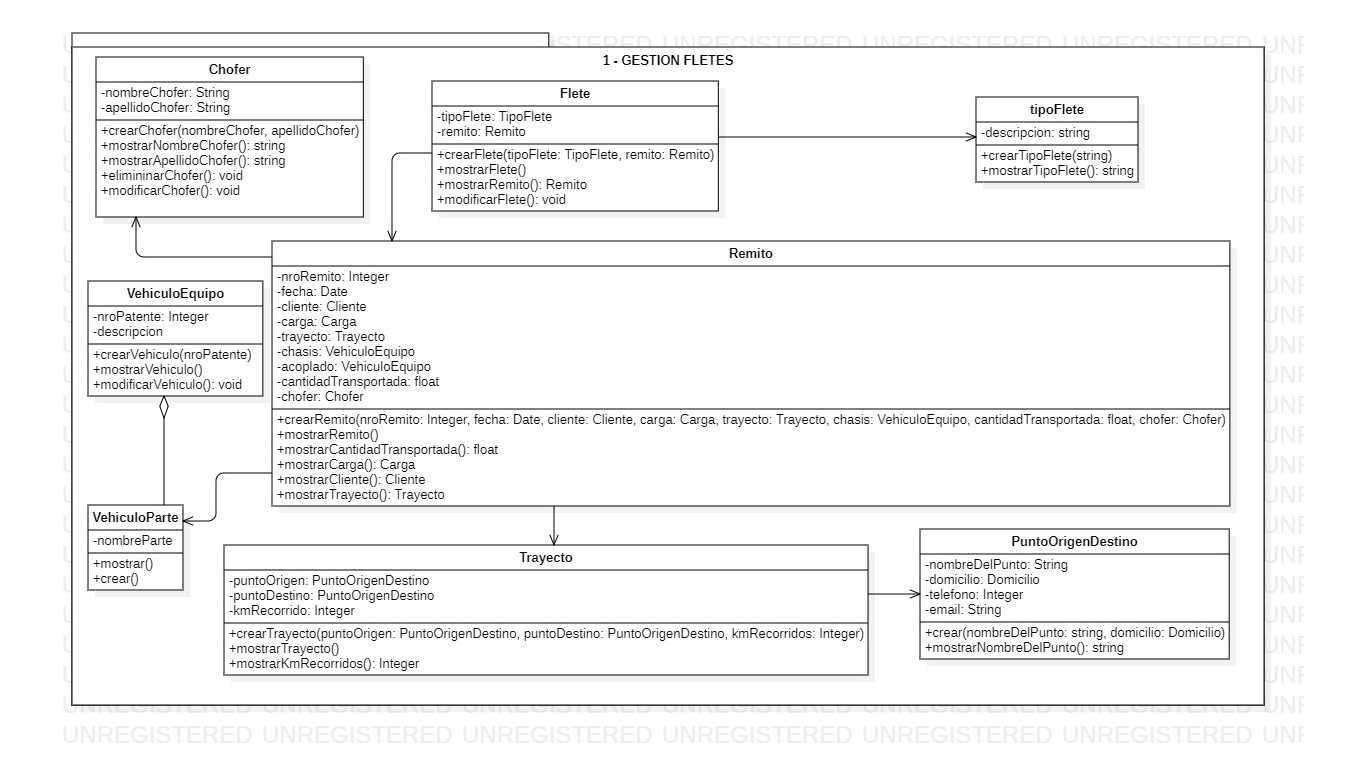 1 - GESTION FLETES
Chofer
-nombreChofer: String
-apellidoChofer: String
+crearChofer(nombreChofer, apellidoChofer)
+mostrarNombreChofer(): string
+mostrarApellidoChofer(): string
+elimininarChofer(): void
+modificarChofer(): void
Flete
-tipoFlete: TipoFlete
-remito: Remito
+crearFlete(tipoFlete: TipoFlete, remito: Remito)
+mostrarFlete()
+mostrarRemito(): Remito
+modificarFlete(): void
tipoFlete
-descripcion: string
+crearTipoFlete(string)
+mostrarTipoFlete(): string
Remito
-nroRemito: Integer
-fecha: Date
-cliente: Cliente
-carga: Carga
-trayecto: Trayecto
-chasis: VehiculoEquipo
-acoplado: VehiculoEquipo
-cantidadTransportada: float
-chofer: Chofer
+crearRemito(nroRemito: Integer, fecha: Date, cliente: Cliente, carga: Carga, trayecto: Trayecto, chasis: VehiculoEquipo, cantidadTransportada: float, chofer: Chofer)
+mostrarRemito()
+mostrarCantidadTransportada(): float
+mostrarCarga(): Carga
+mostrarCliente(): Cliente
+mostrarTrayecto(): Trayecto
VehiculoEquipo
-nroPatente: Integer
-descripcion
+crearVehiculo(nroPatente)
+mostrarVehiculo()
+modificarVehiculo(): void
VehiculoParte
-nombreParte
+mostrar()
+crear()
Trayecto
-puntoOrigen: PuntoOrigenDestino
-puntoDestino: PuntoOrigenDestino
-kmRecorrido: Integer
+crearTrayecto(puntoOrigen: PuntoOrigenDestino, puntoDestino: PuntoOrigenDestino, kmRecorridos: Integer)
+mostrarTrayecto()
+mostrarKmRecorridos(): Integer
PuntoOrigenDestino
-nombreDelPunto: String
-domicilio: Domicilio
-telefono: Integer
-email: String
+crear(nombreDelPunto: string, domicilio: Domicilio)
+mostrarNombreDelPunto(): string
UNREGISTERED UNREGISTERED UNREGISTERED UNREGISTERED UNREGISTERED UNREGISTERED